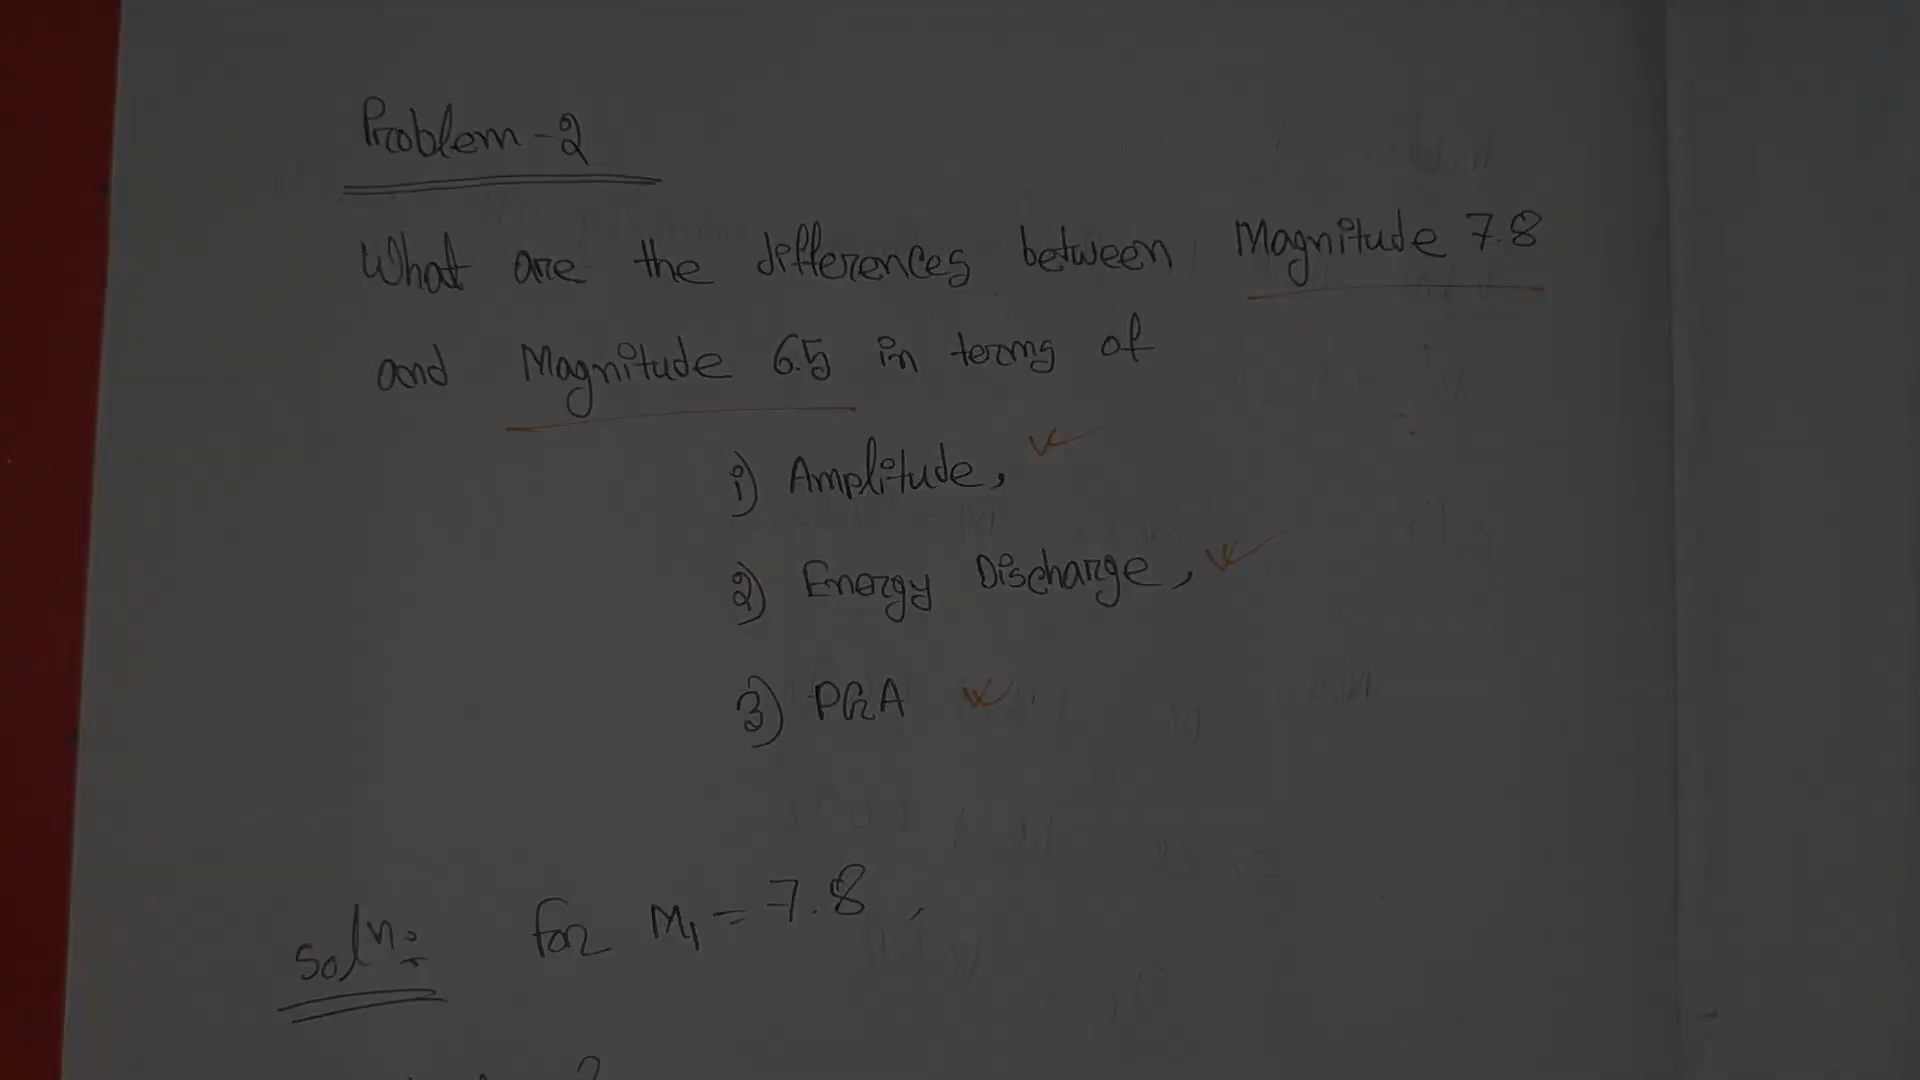 Problem-2
What are the differences between Magnitude 7.8
and Magnitude 6.5 in terms of
i) Amplitude,
2) Energy Discharge,
3) PGA
Soln: for M1 = 7.8,